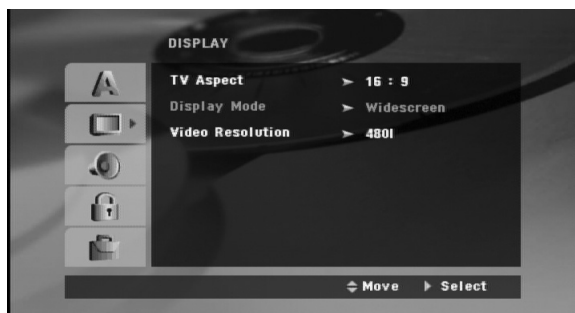 DISPLAY
A
TV Aspect ► 16 : 9
Display Mode ► Widescreen
Video Resolution ► 480I
Move ► Select